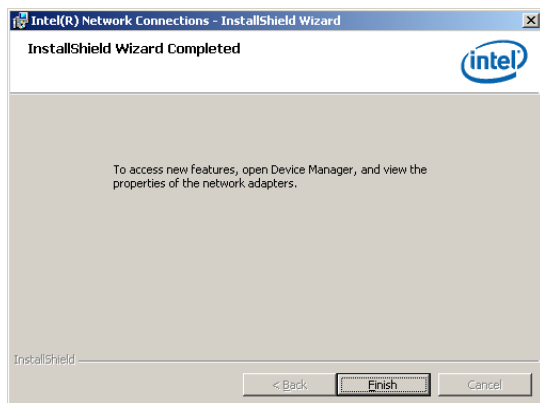 Intel(R) Network Connections - InstallShield Wizard
InstallShield Wizard Completed
intel
To access new features, open Device Manager, and view the
properties of the network adapters.
InstallShield
< Back
Finish
Cancel